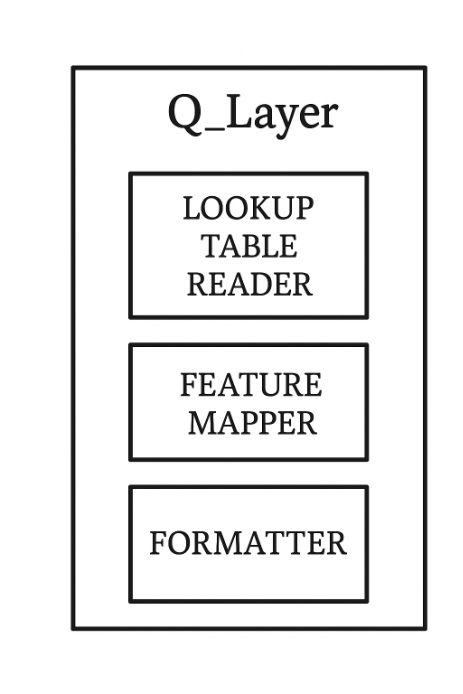 Q_Layer
LOOKUP
TABLE
READER
FEATURE
MAPPER
FORMATTER